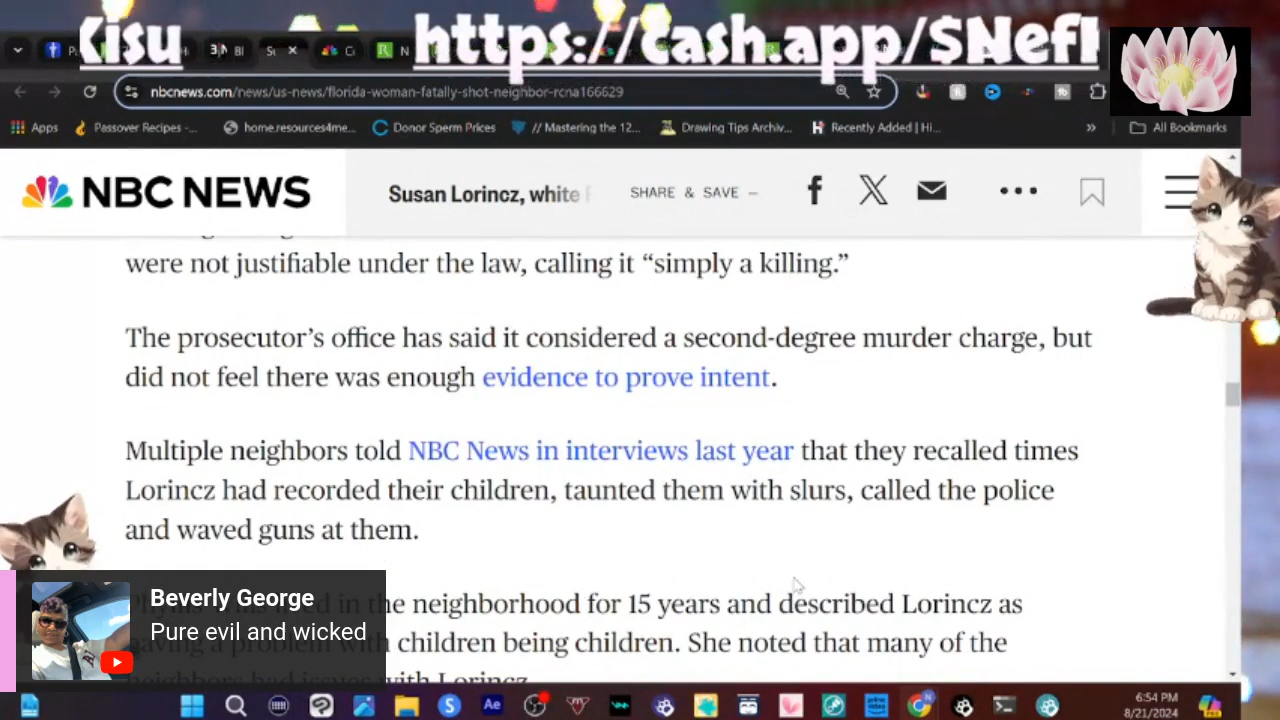 Kisu https://cash.app/$Nef
nbcnews.com/news/us-news/florida-woman-fatally-shot-neighbor-rcna166629
Apps Passover Recipes -... home.resources4me... Donor Sperm Prices // Mastering the 12... Drawing Tips Archiv... Recently Added | Hi... » All Bookmarks
NBC NEWS Susan Lorincz, white SHARE & SAVE –
were not justifiable under the law, calling it “simply a killing.”
The prosecutor’s office has said it considered a second-degree murder charge, but
did not feel there was enough evidence to prove intent.
Multiple neighbors told NBC News in interviews last year that they recalled times
Lorincz had recorded their children, taunted them with slurs, called the police
and waved guns at them.
in the neighborhood for 15 years and described Lorincz as
children being children. She noted that many of the
with Lorincz
Beverly George
Pure evil and wicked
6:54 PM
8/21/2024